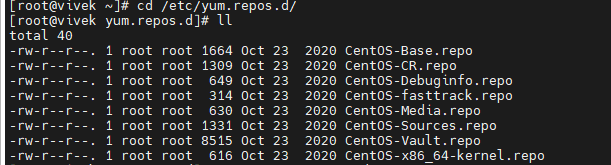 [root@vivek ~]# cd /etc/yum.repos.d/
[root@vivek yum.repos.d]# ll
total 40
-rw-r--r--. 1 root root 1664 Oct 23  2020 CentOS-Base.repo
-rw-r--r--. 1 root root 1309 Oct 23  2020 CentOS-CR.repo
-rw-r--r--. 1 root root  649 Oct 23  2020 CentOS-Debuginfo.repo
-rw-r--r--. 1 root root  314 Oct 23  2020 CentOS-fasttrack.repo
-rw-r--r--. 1 root root  630 Oct 23  2020 CentOS-Media.repo
-rw-r--r--. 1 root root 1331 Oct 23  2020 CentOS-Sources.repo
-rw-r--r--. 1 root root 8515 Oct 23  2020 CentOS-Vault.repo
-rw-r--r--. 1 root root  616 Oct 23  2020 CentOS-x86_64-kernel.repo